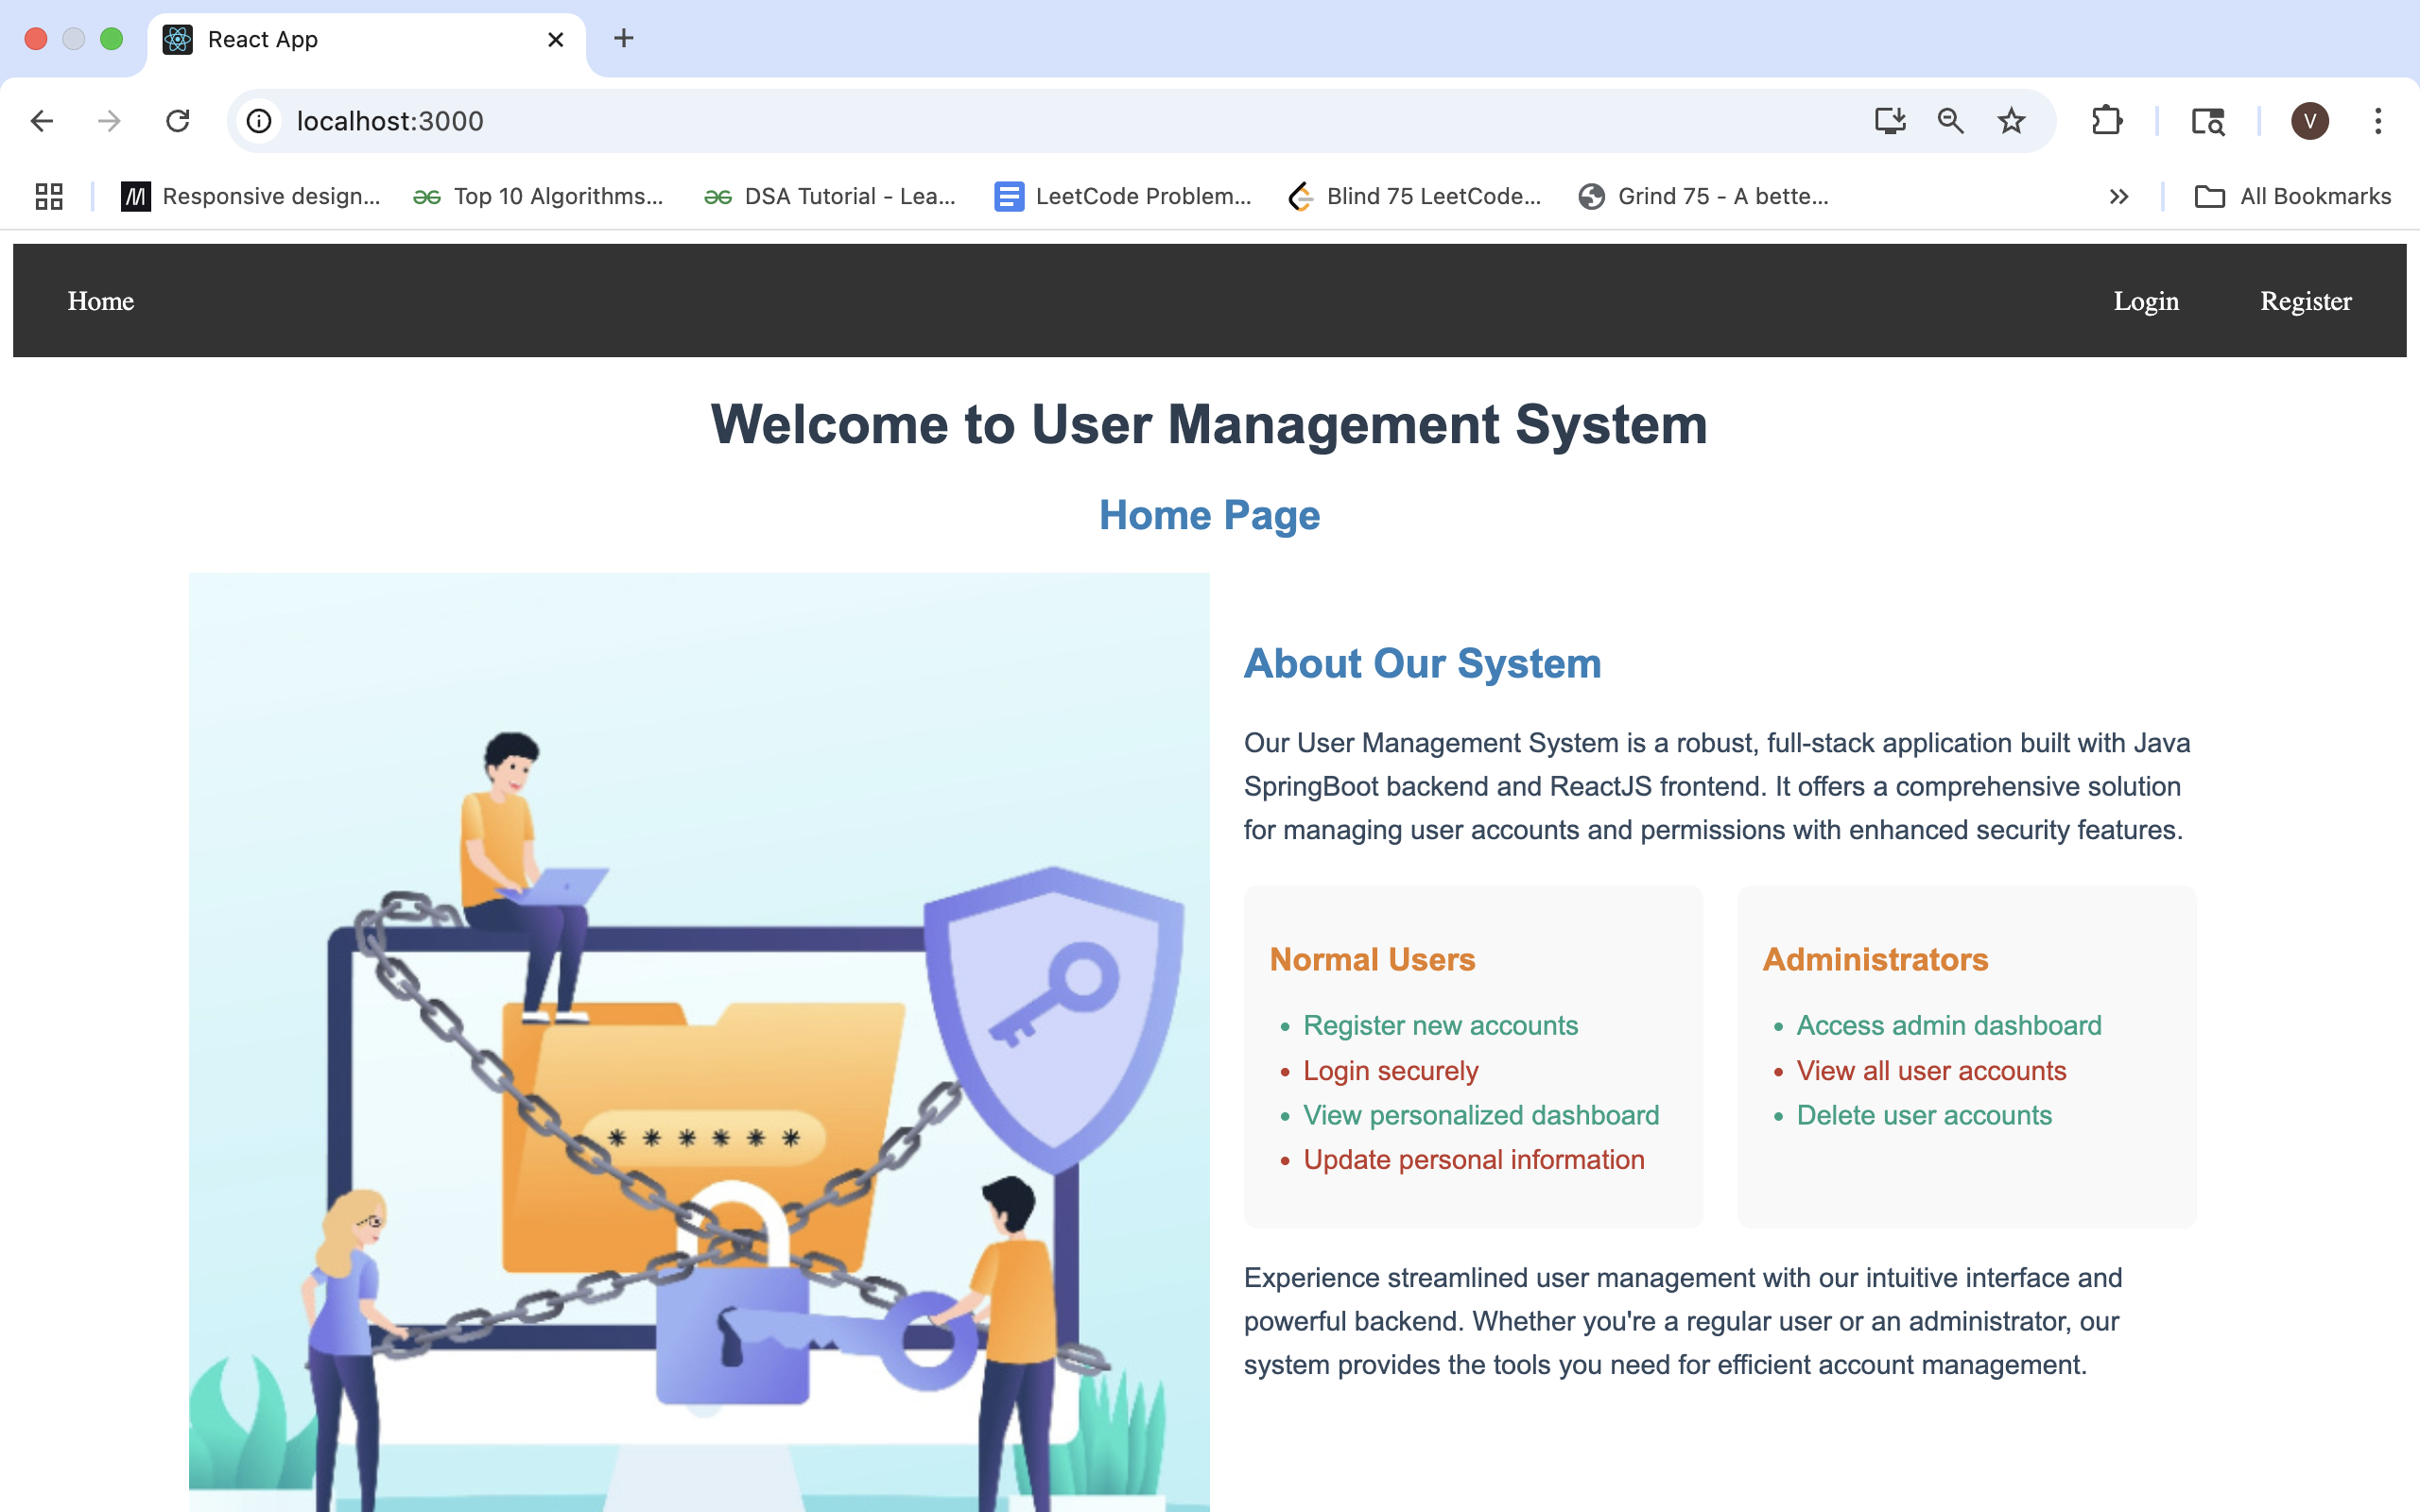 React App
localhost:3000
Responsive design...
Top 10 Algorithms...
DSA Tutorial - Lea...
LeetCode Problem...
Blind 75 LeetCode...
Grind 75 - A bette...
All Bookmarks
V
Home
Login
Register
Welcome to User Management System
Home Page
About Our System
Our User Management System is a robust, full-stack application built with Java
SpringBoot backend and ReactJS frontend. It offers a comprehensive solution
for managing user accounts and permissions with enhanced security features.
Normal Users
• Register new accounts
• Login securely
• View personalized dashboard
• Update personal information
Administrators
• Access admin dashboard
• View all user accounts
• Delete user accounts
Experience streamlined user management with our intuitive interface and
powerful backend. Whether you're a regular user or an administrator, our
system provides the tools you need for efficient account management.
******